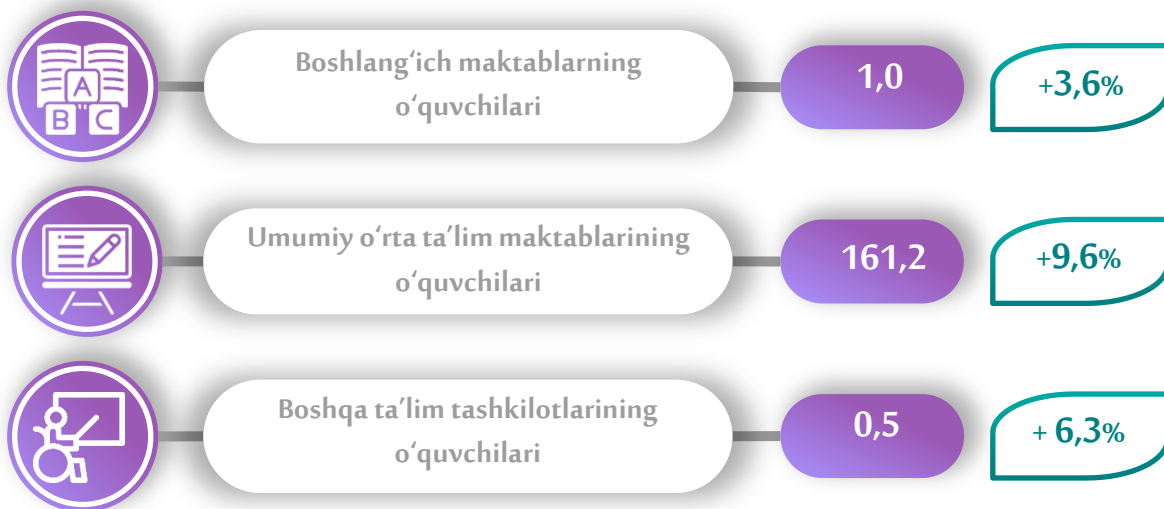 A
B C
Boshlang‘ich maktablarning
o‘quvchilari
1,0
+3,6%
Umumiy o‘rta ta’lim maktablarining
o‘quvchilari
161,2
+9,6%
Boshqa ta’lim tashkilotlarining
o‘quvchilari
0,5
+ 6,3%